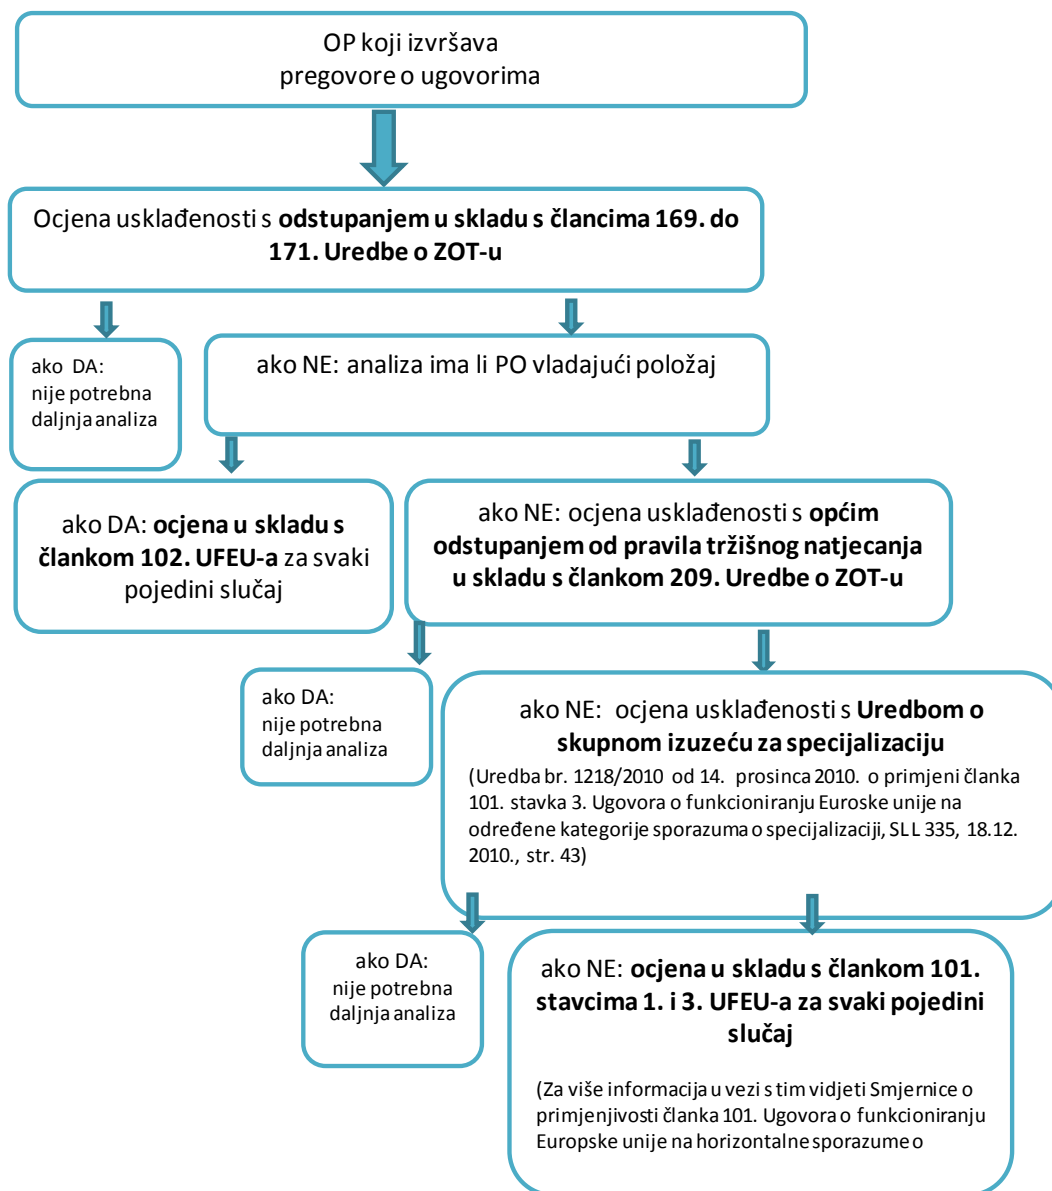 OP koji izvršava
pregovore o ugovorima
Ocjena usklađenosti s odstupanjem u skladu s člancima 169. do
171. Uredbe o ZOT-u
ako DA:
nije potrebna
daljnja analiza
ako NE: analiza ima li PO vladajući položaj
ako DA: ocjena u skladu s
člankom 102. UFEU-a za svaki
pojedini slučaj
ako NE: ocjena usklađenosti s općim
odstupanjem od pravila tržišnog natjecanja
u skladu s člankom 209. Uredbe o ZOT-u
ako DA:
nije potrebna
daljnja analiza
ako NE: ocjena usklađenosti s Uredbom o
skupnom izuzeću za specijalizaciju
(Uredba br. 1218/2010 od 14. prosinca 2010. o primjeni članka
101. stavka 3. Ugovora o funkcioniranju Euroske unije na
određene kategorije sporazuma o specijalizaciji, SL L 335, 18.12.
2010., str. 43)
ako DA:
nije potrebna
daljnja analiza
ako NE: ocjena u skladu s člankom 101.
stavcima 1. i 3. UFEU-a za svaki pojedini
slučaj
(Za više informacija u vezi s tim vidjeti Smjernice o
primjenjivosti članka 101. Ugovora o funkcioniranju
Europske unije na horizontalne sporazume o